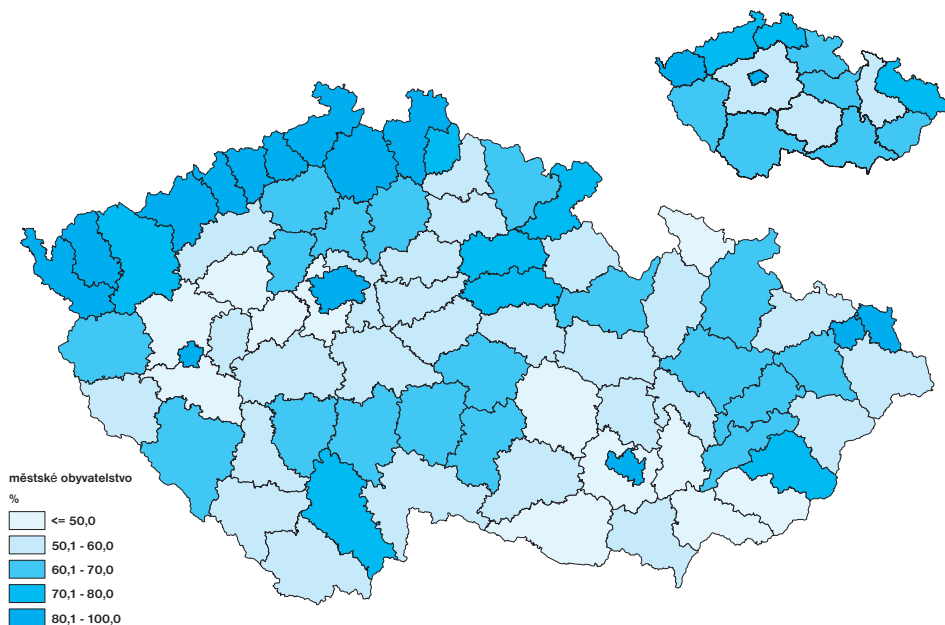 městské obyvatelstvo
%
<= 50,0
50,1 - 60,0
60,1 - 70,0
70,1 - 80,0
80,1 - 100,0